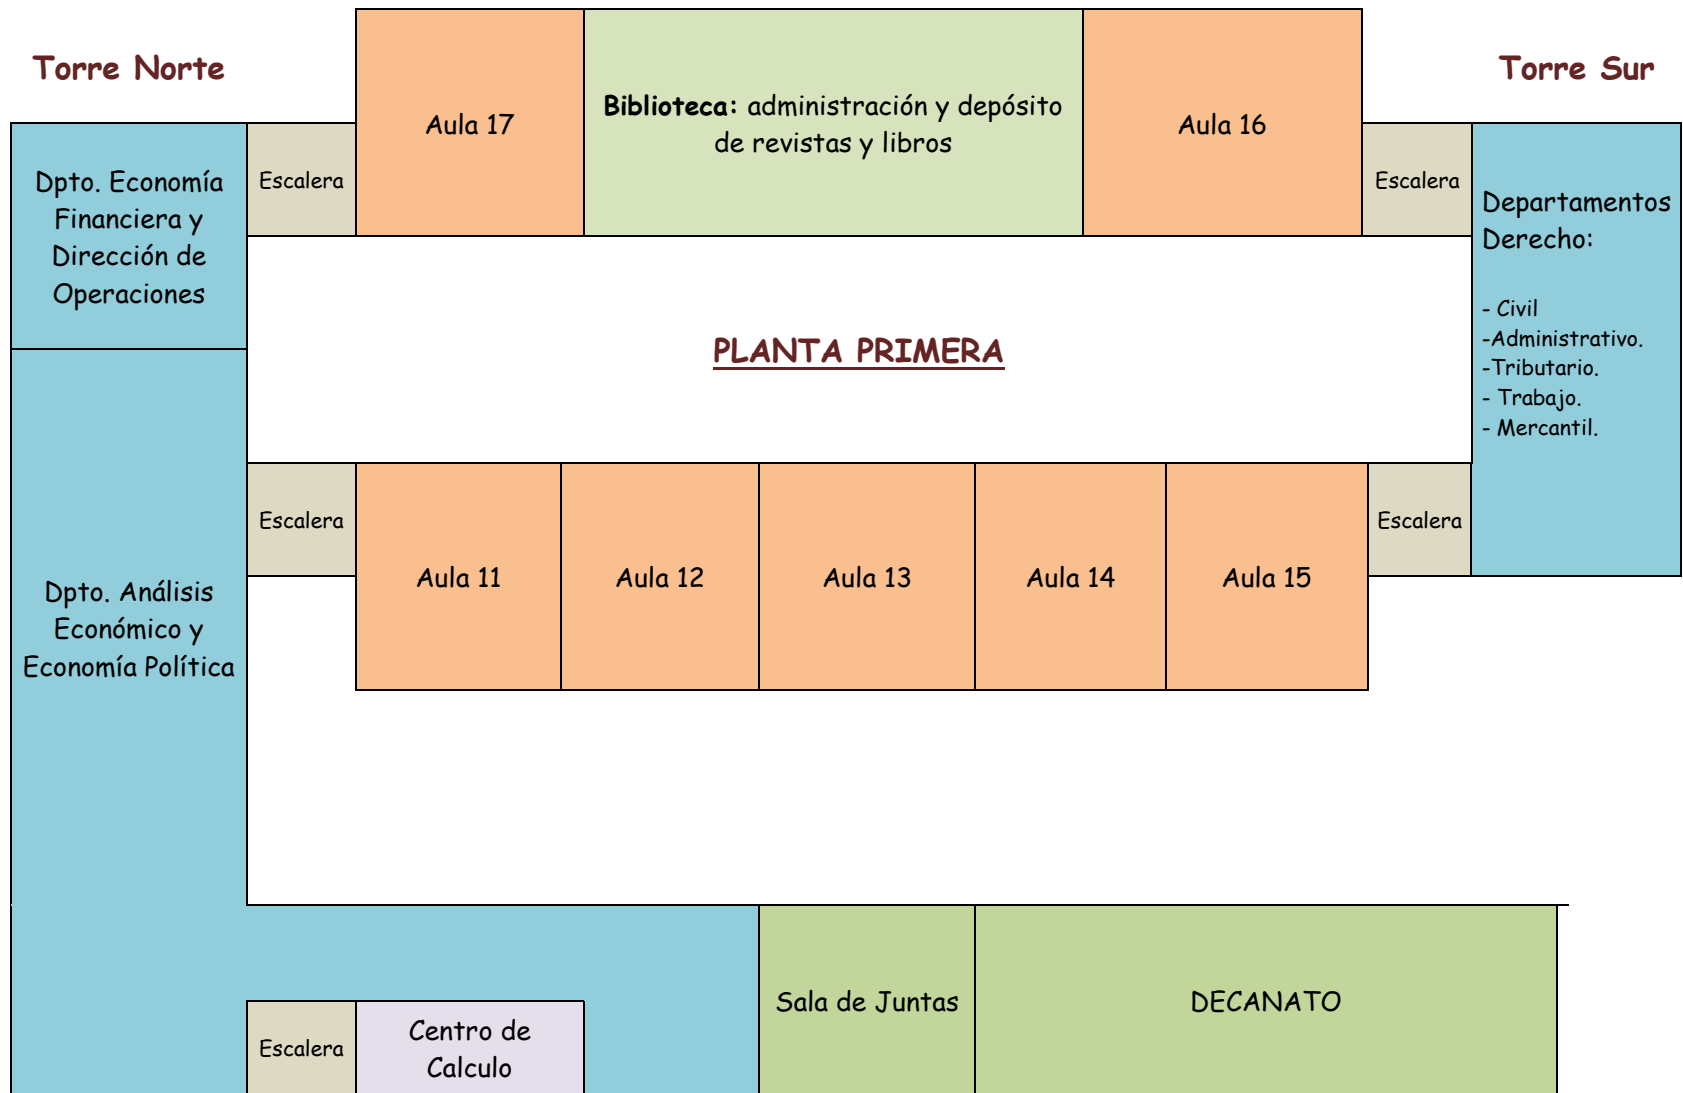 Torre Norte
Torre Sur
Aula 17
Biblioteca: administración y depósito
de revistas y libros
Aula 16
Dpto. Economía
Financiera y
Dirección de
Operaciones
Escalera
Escalera
Departamentos
Derecho:
- Civil
-Administrativo.
-Tributario.
- Trabajo.
- Mercantil.
PLANTA PRIMERA
Escalera
Aula 11
Aula 12
Aula 13
Aula 14
Aula 15
Escalera
Dpto. Análisis
Económico y
Economía Política
Sala de Juntas
DECANATO
Escalera
Centro de
Calculo